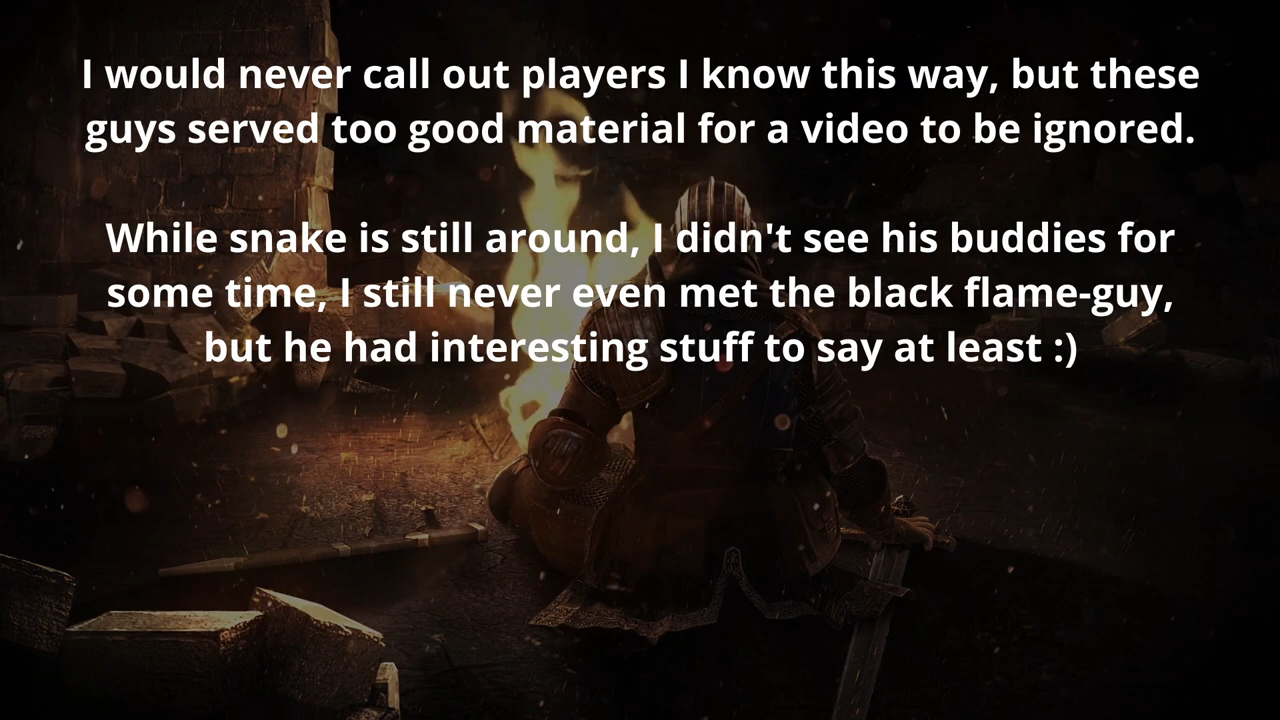 I would never call out players I know this way, but these
guys served too good material for a video to be ignored.
While snake is still around, I didn't see his buddies for
some time, I still never even met the black flame-guy,
but he had interesting stuff to say at least :)